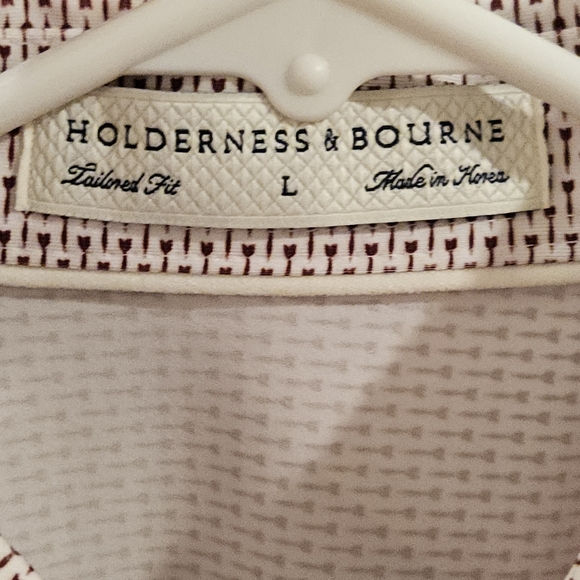 HOLDERNESS & BOURNE
Tailored Fit L Made in Korea